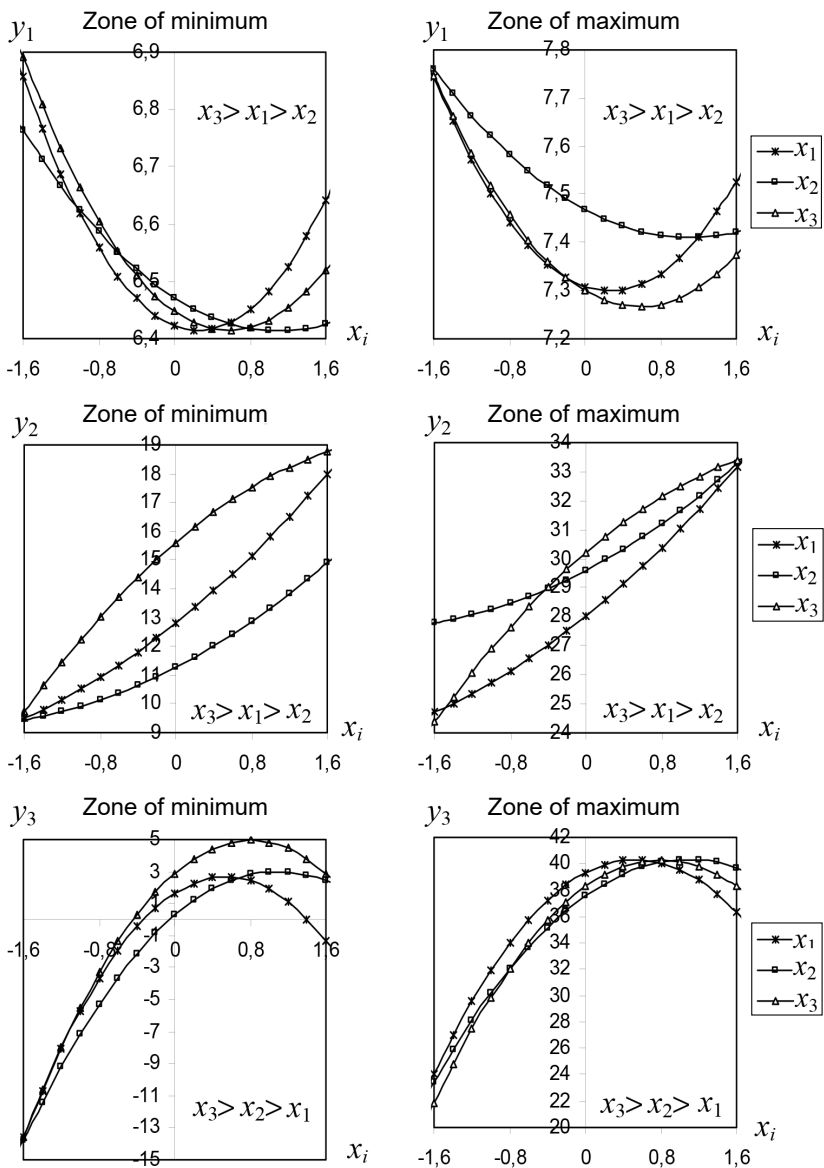 Zone of minimum
y1
6,9
6,8
6,7
6,6
6,5
6,4
x3> x1> x2
xi
-1,6 -0,8 0 0,8 1,6
Zone of maximum
y1
7,8
7,7
7,6
7,5
7,4
7,3
7,2
x3> x1> x2
xi
-1,6 -0,8 0 0,8 1,6
x1
x2
x3
Zone of minimum
y2
19
18
17
16
15
14
13
12
11
10
9
x3> x1> x2
xi
-1,6 -0,8 0 0,8 1,6
Zone of maximum
y2
34
33
32
31
30
29
28
27
26
25
24
x3> x1> x2
xi
-1,6 -0,8 0 0,8 1,6
x1
x2
x3
Zone of minimum
y3
5
3
1
-1
-3
-5
-7
-9
-11
-13
-15
-1,6 -0,8 0 0,8 1,6
x3> x2> x1
xi
Zone of maximum
y3
42
40
38
36
34
32
30
28
26
24
22
20
x3> x2> x1
xi
-1,6 -0,8 0 0,8 1,6
x1
x2
x3